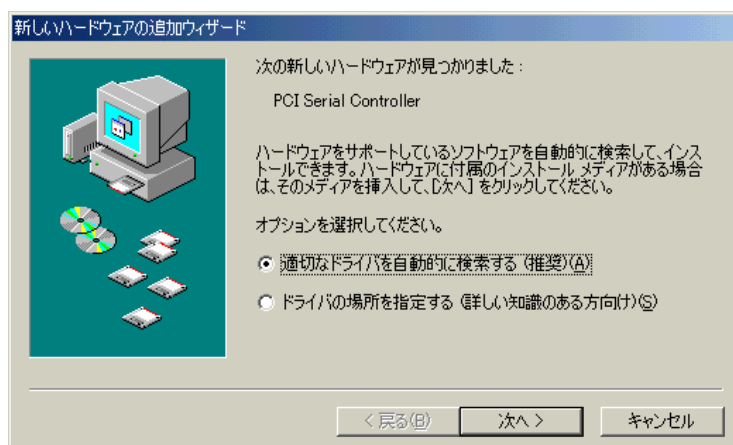 新しいハードウェアの追加ウィザード
次の新しいハードウェアが見つかりました :
PCI Serial Controller
ハードウェアをサポートしているソフトウェアを自動的に検索して、インス
トールできます。ハードウェアに付属のインストール メディアがある場合
は、そのメディアを挿入して、[次へ] をクリックしてください。
オプションを選択してください。
適切なドライバを自動的に検索する (推奨)(A)
ドライバの場所を指定する (詳しい知識のある方向け)(S)
< 戻る(B)
次へ >
キャンセル